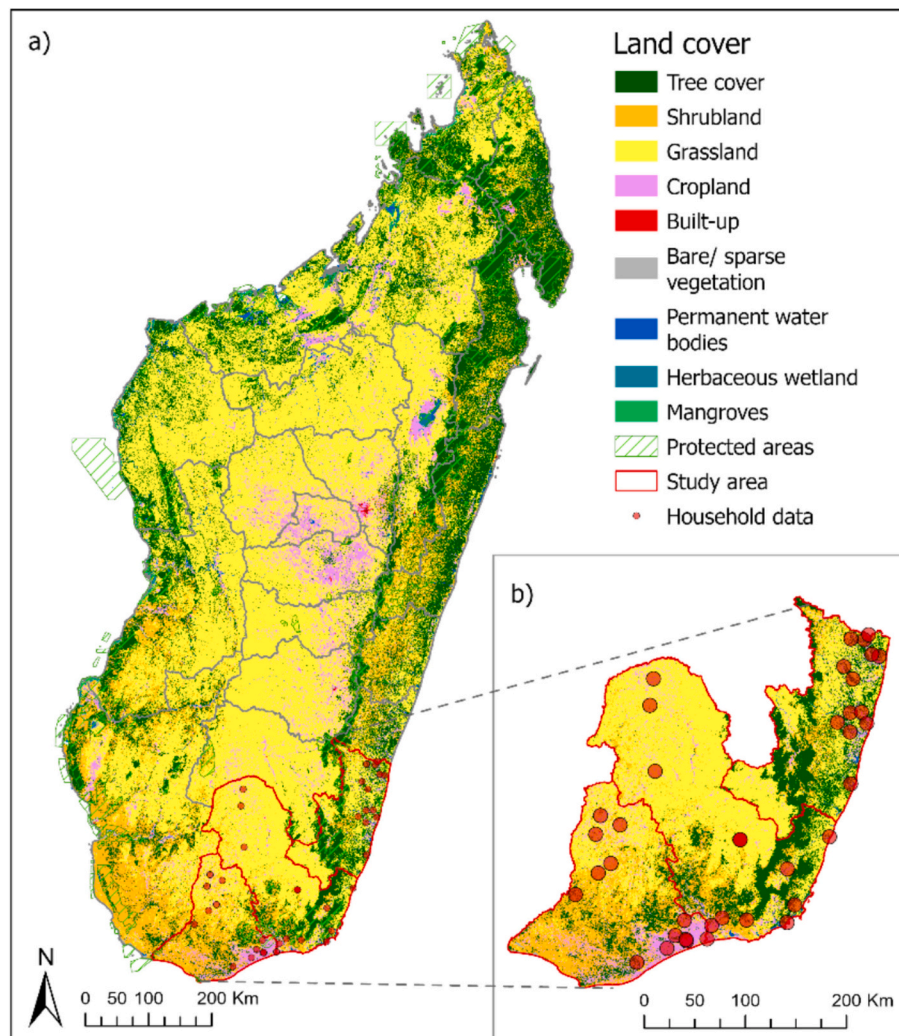 a)
Land cover
Tree cover
Shrubland
Grassland
Cropland
Built-up
Bare/ sparse
vegetation
Permanent water
bodies
Herbaceous wetland
Mangroves
Protected areas
Study area
Household data
b)
N
0 50 100 200 Km
0 50 100 200 Km